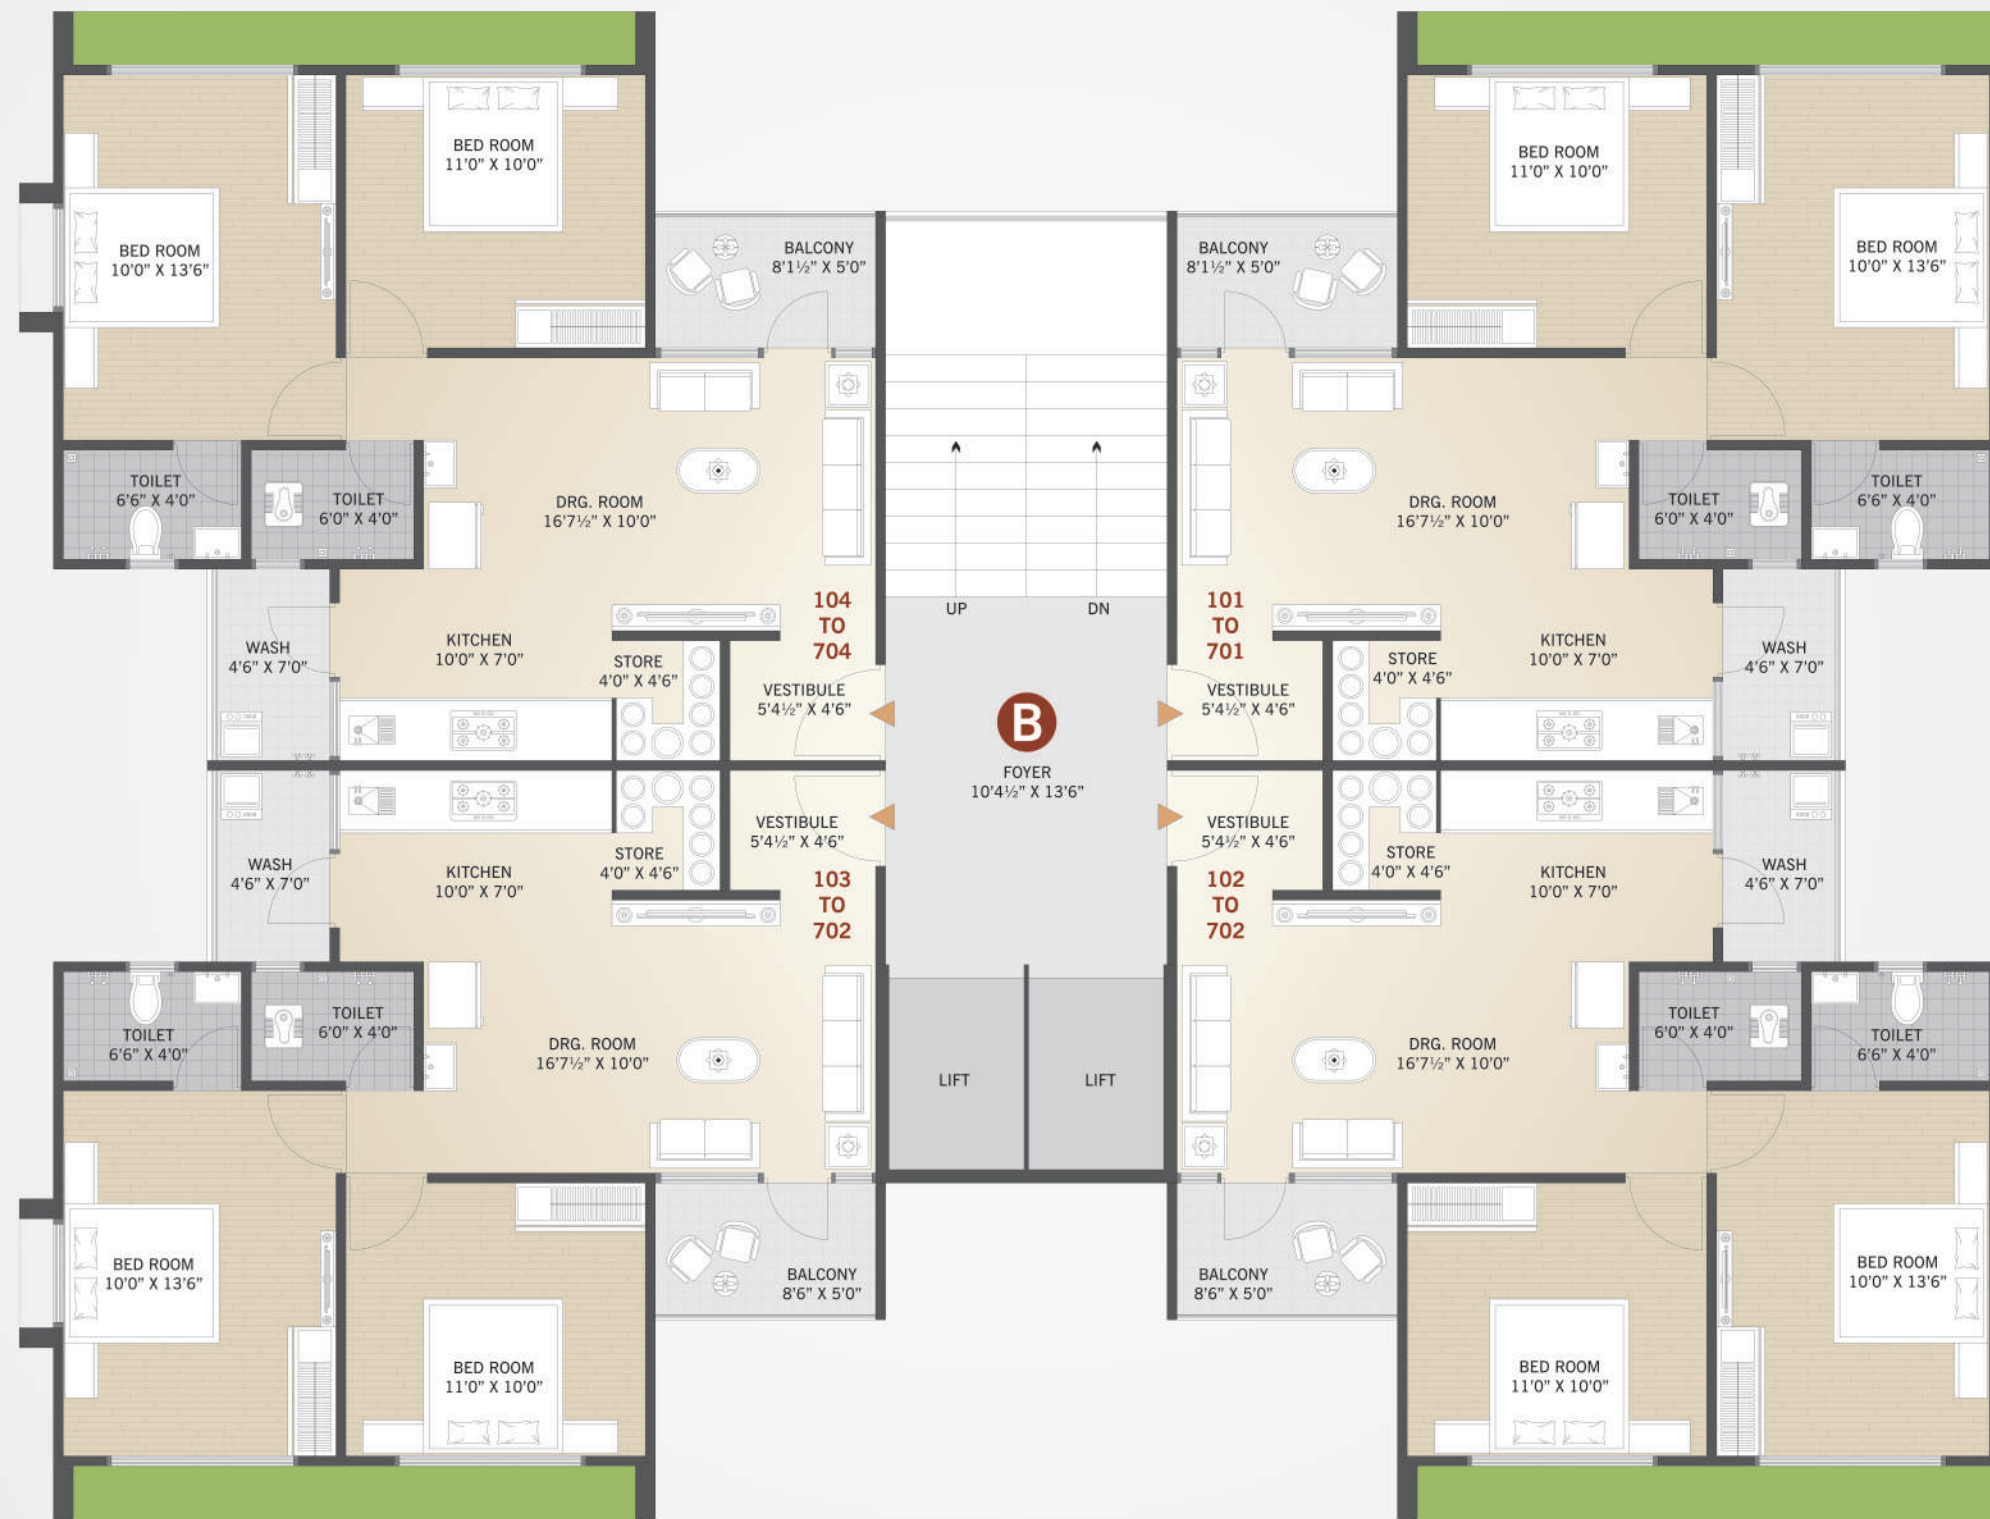 BED ROOM
11'0" X 10'0"
BED ROOM
11'0" X 10'0"
BED ROOM
10'0" X 13'6"
BALCONY
8'1½" X 5'0"
BALCONY
8'1½" X 5'0"
BED ROOM
10'0" X 13'6"
TOILET
6'6" X 4'0"
TOILET
6'0" X 4'0"
DRG. ROOM
16'7½" X 10'0"
DRG. ROOM
16'7½" X 10'0"
TOILET
6'0" X 4'0"
TOILET
6'6" X 4'0"
104
TO
704
UP
DN
101
TO
701
WASH
4'6" X 7'0"
KITCHEN
10'0" X 7'0"
STORE
4'0" X 4'6"
VESTIBULE
5'4½" X 4'6"
VESTIBULE
5'4½" X 4'6"
STORE
4'0" X 4'6"
KITCHEN
10'0" X 7'0"
WASH
4'6" X 7'0"
B
FOYER
10'4½" X 13'6"
WASH
4'6" X 7'0"
KITCHEN
10'0" X 7'0"
STORE
4'0" X 4'6"
VESTIBULE
5'4½" X 4'6"
VESTIBULE
5'4½" X 4'6"
STORE
4'0" X 4'6"
KITCHEN
10'0" X 7'0"
WASH
4'6" X 7'0"
103
TO
702
102
TO
702
TOILET
6'6" X 4'0"
TOILET
6'0" X 4'0"
DRG. ROOM
16'7½" X 10'0"
LIFT
LIFT
DRG. ROOM
16'7½" X 10'0"
TOILET
6'0" X 4'0"
TOILET
6'6" X 4'0"
BED ROOM
10'0" X 13'6"
BALCONY
8'6" X 5'0"
BALCONY
8'6" X 5'0"
BED ROOM
10'0" X 13'6"
BED ROOM
11'0" X 10'0"
BED ROOM
11'0" X 10'0"